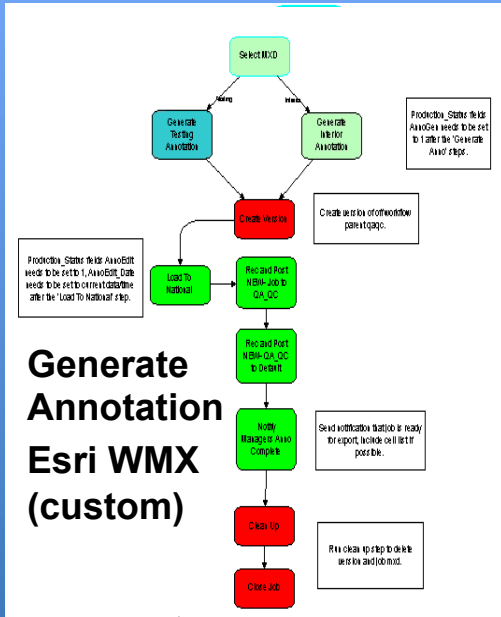 Select MXD
Testing
Interior
Generate
Testing
Annotation
Generate
Interior
Annotation
Production_Status fields
AnnoGen needs to be set
to 1 after the 'Generate
Anno' steps.
Create Version
Create version off workflow
parent qaqc.
Production_Status fields AnnoEdit
needs to be set to 1, AnnoEdit_Date
needs to be set to current data/time
after the 'Load To National' step.
Load To
National
Rec and Post
NEW- Job to
QA_QC
Rec and Post
NEW- QA_QC
to Default
Generate
Annotation
Esri WMX
(custom)
Notify
Managers Anno
Complete
Send notification that job is ready
for export, include cell list if
possible.
Clean Up
Run clean up step to delete
version and job mxd.
Close Job